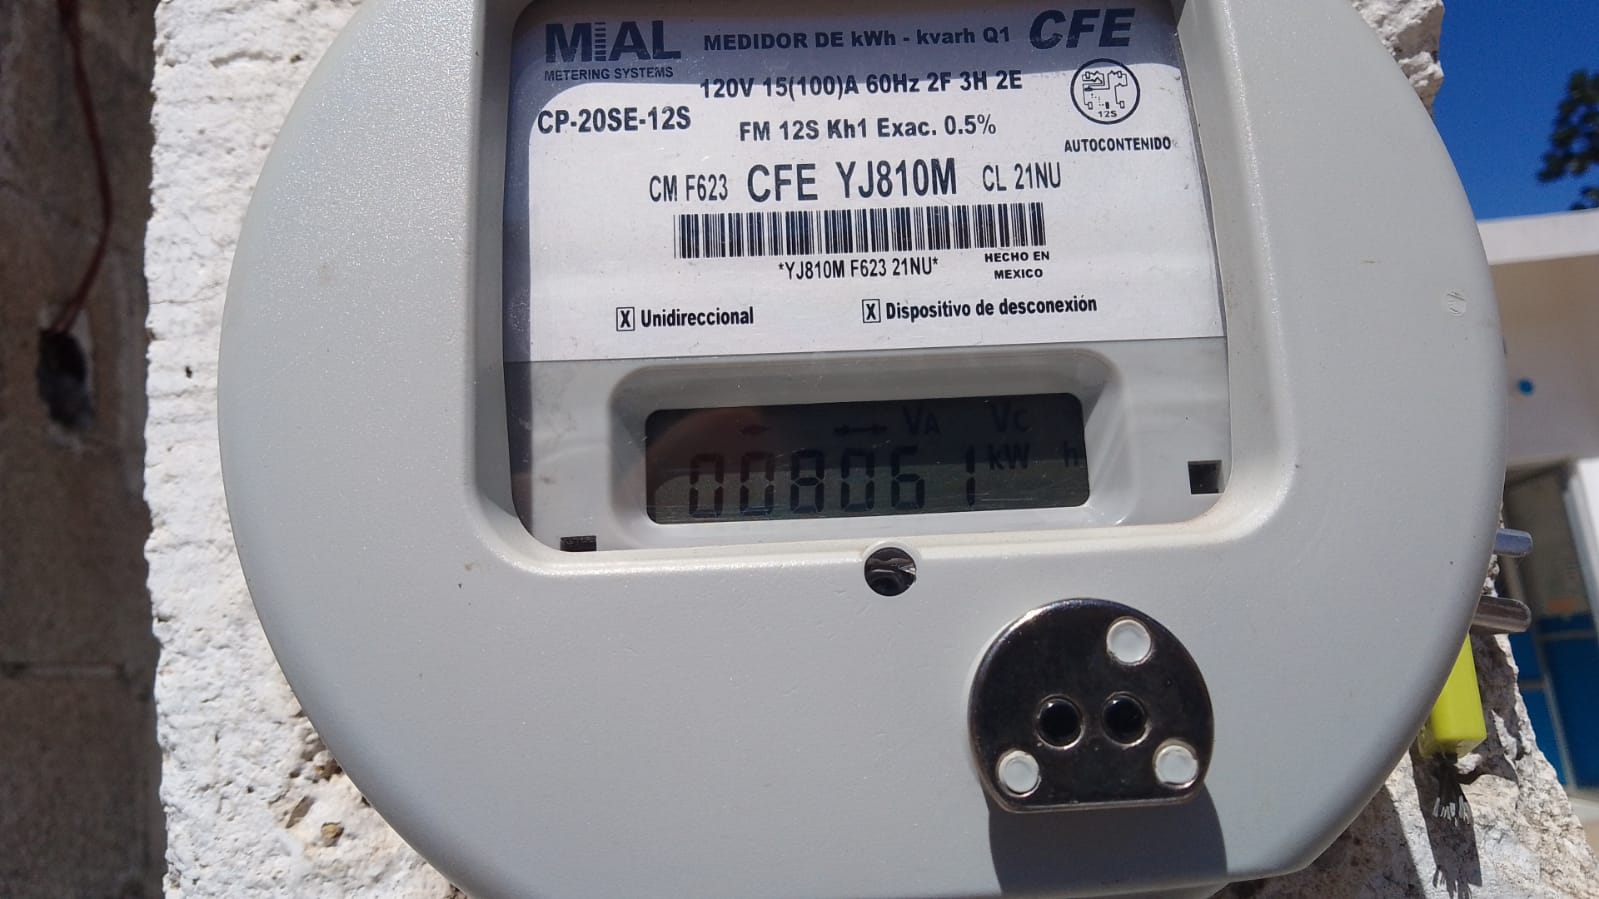 MIAL MEDIDOR DE kWh - kvarh Q1 CFE
METERING SYSTEMS
120V 15(100)A 60Hz 2F 3H 2E
CP-20SE-12S
FM 12S Kh1 Exac. 0.5%
12S
AUTOCONTENIDO
CM F623 CFE YJ810M CL 21NU
*YJ810M F623 21NU*
HECHO EN
MEXICO
X Unidireccional
X Dispositivo de desconexión
VA VC
008061 kW h